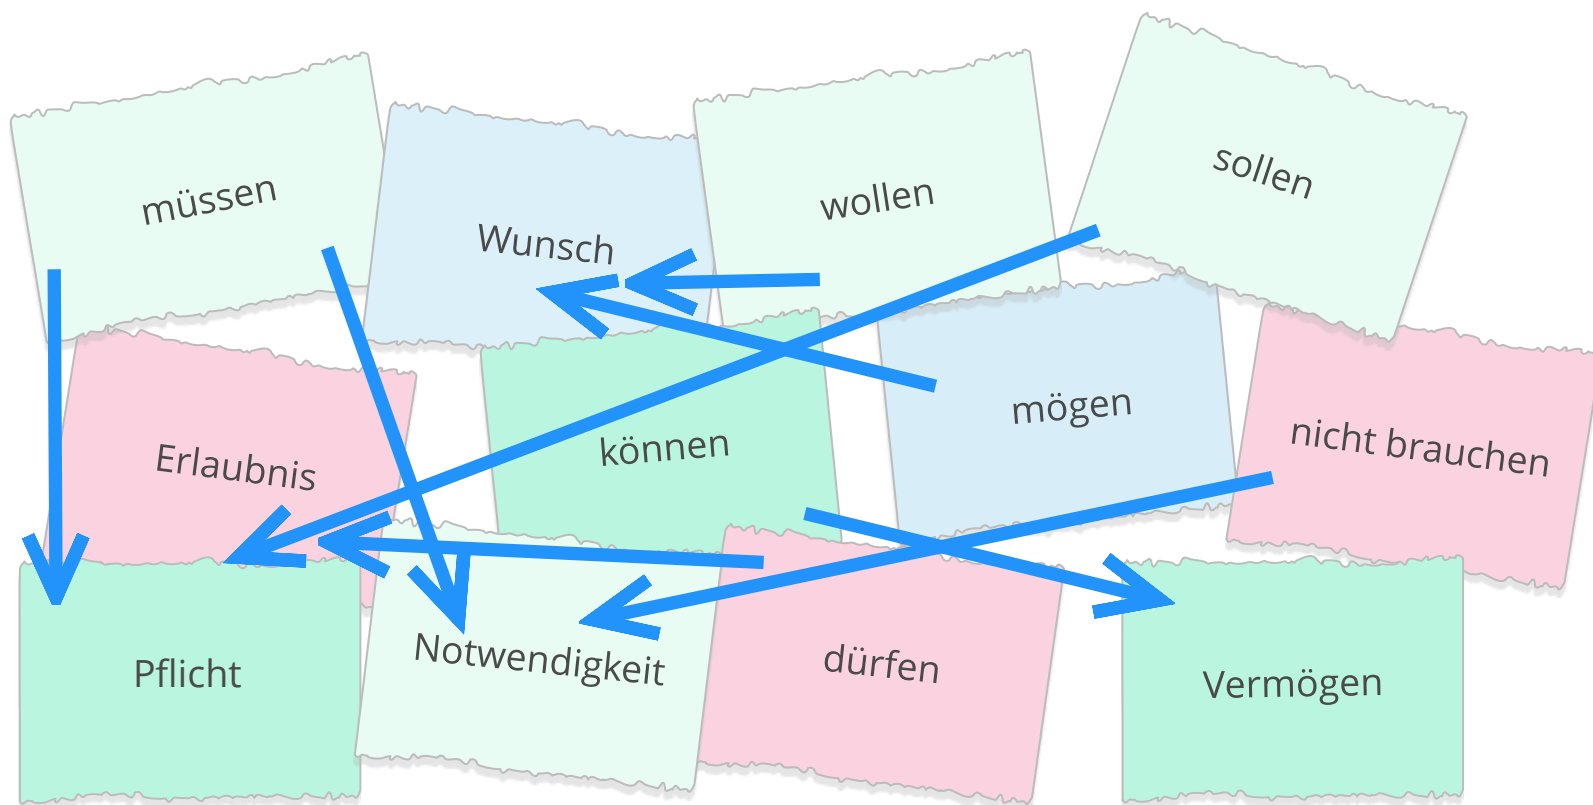 müssen
Wunsch
wollen
sollen
Erlaubnis
können
mögen
nicht brauchen
Pflicht
Notwendigkeit
dürfen
Vermögen